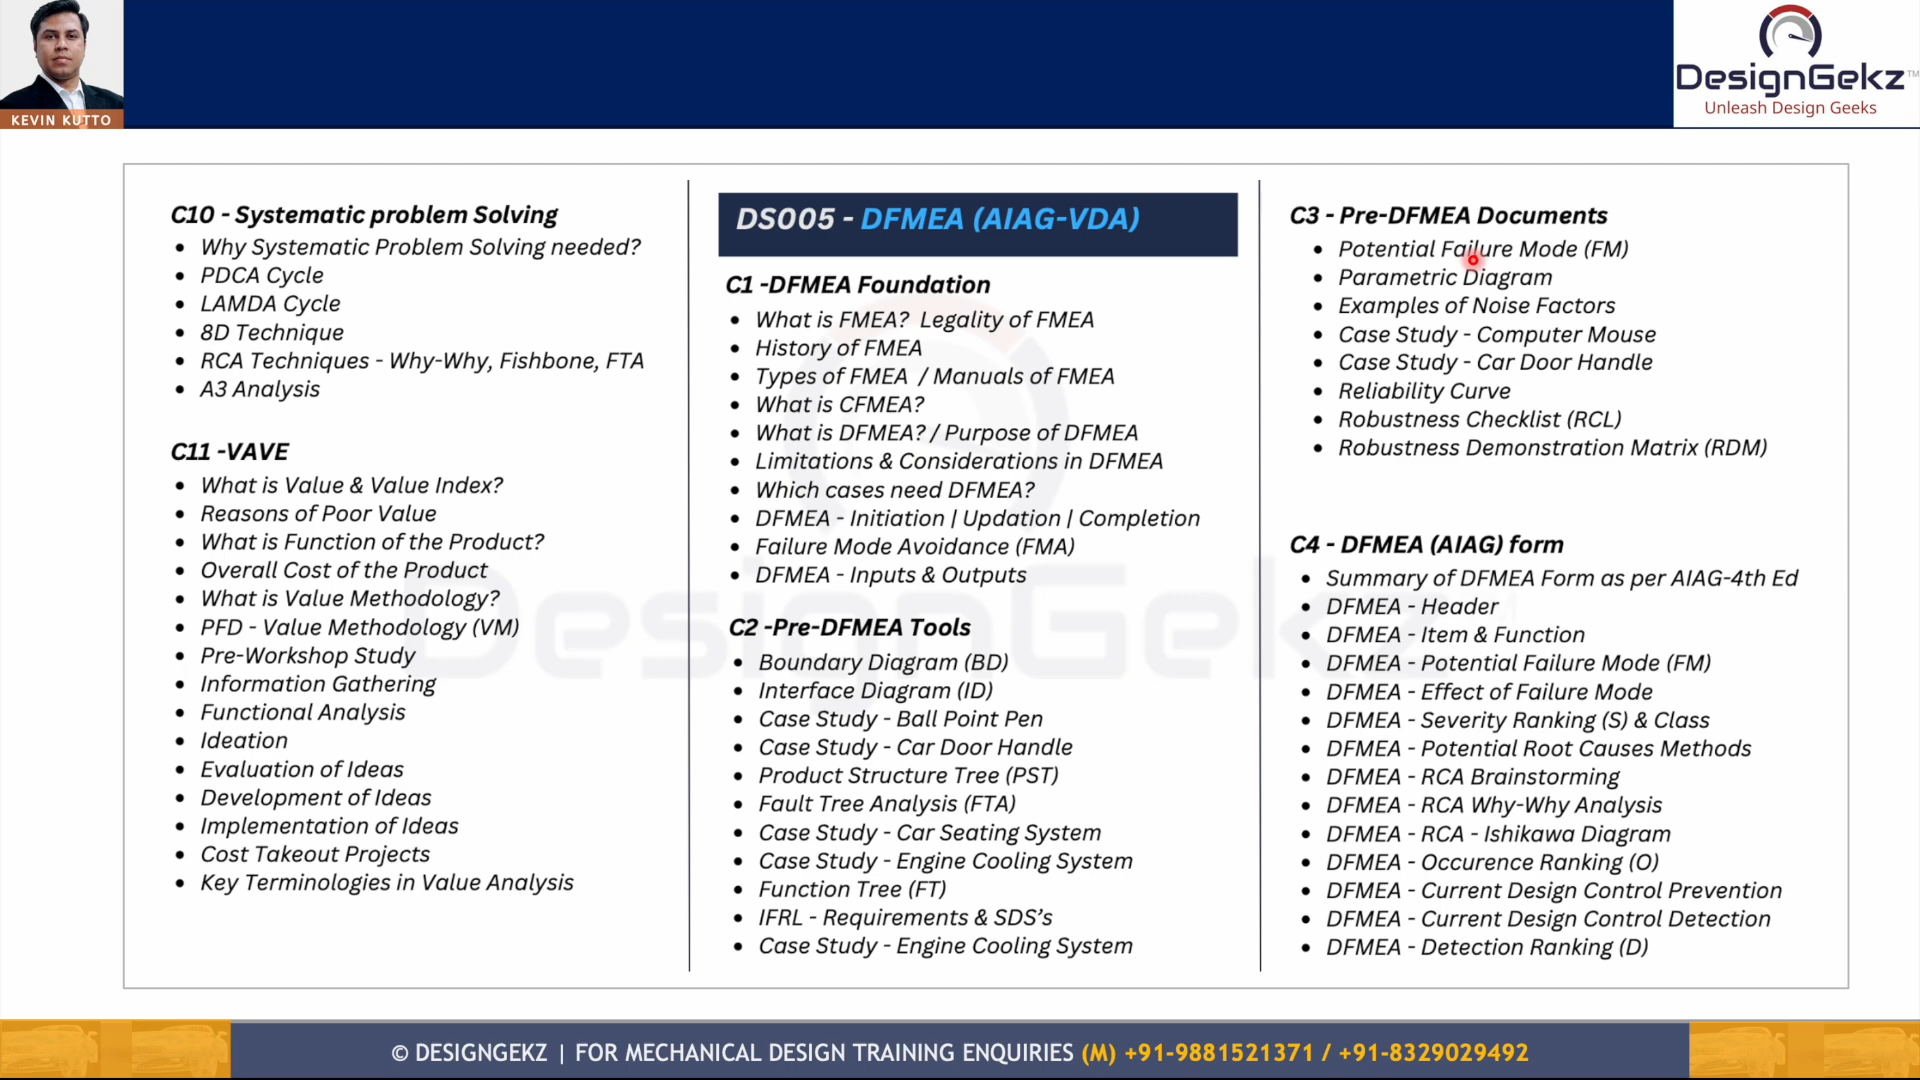 KEVIN KUTTO
DesignGekz™
Unleash Design Geeks
C10 - Systematic problem Solving
• Why Systematic Problem Solving needed?
• PDCA Cycle
• LAMDA Cycle
• 8D Technique
• RCA Techniques - Why-Why, Fishbone, FTA
• A3 Analysis
C11 -VAVE
• What is Value & Value Index?
• Reasons of Poor Value
• What is Function of the Product?
• Overall Cost of the Product
• What is Value Methodology?
• PFD - Value Methodology (VM)
• Pre-Workshop Study
• Information Gathering
• Functional Analysis
• Ideation
• Evaluation of Ideas
• Development of Ideas
• Implementation of Ideas
• Cost Takeout Projects
• Key Terminologies in Value Analysis
DS005 - DFMEA (AIAG-VDA)
C1 -DFMEA Foundation
• What is FMEA? Legality of FMEA
• History of FMEA
• Types of FMEA / Manuals of FMEA
• What is CFMEA?
• What is DFMEA? / Purpose of DFMEA
• Limitations & Considerations in DFMEA
• Which cases need DFMEA?
• DFMEA - Initiation | Updation | Completion
• Failure Mode Avoidance (FMA)
• DFMEA - Inputs & Outputs
C2 -Pre-DFMEA Tools
• Boundary Diagram (BD)
• Interface Diagram (ID)
• Case Study - Ball Point Pen
• Case Study - Car Door Handle
• Product Structure Tree (PST)
• Fault Tree Analysis (FTA)
• Case Study - Car Seating System
• Case Study - Engine Cooling System
• Function Tree (FT)
• IFRL - Requirements & SDS’s
• Case Study - Engine Cooling System
C3 - Pre-DFMEA Documents
• Potential Failure Mode (FM)
• Parametric Diagram
• Examples of Noise Factors
• Case Study - Computer Mouse
• Case Study - Car Door Handle
• Reliability Curve
• Robustness Checklist (RCL)
• Robustness Demonstration Matrix (RDM)
C4 - DFMEA (AIAG) form
• Summary of DFMEA Form as per AIAG-4th Ed
• DFMEA - Header
• DFMEA - Item & Function
• DFMEA - Potential Failure Mode (FM)
• DFMEA - Effect of Failure Mode
• DFMEA - Severity Ranking (S) & Class
• DFMEA - Potential Root Causes Methods
• DFMEA - RCA Brainstorming
• DFMEA - RCA Why-Why Analysis
• DFMEA - RCA - Ishikawa Diagram
• DFMEA - Occurence Ranking (O)
• DFMEA - Current Design Control Prevention
• DFMEA - Current Design Control Detection
• DFMEA - Detection Ranking (D)
DesignGekz
© DESIGNGEKZ | FOR MECHANICAL DESIGN TRAINING ENQUIRIES (M) +91-9881521371 / +91-8329029492